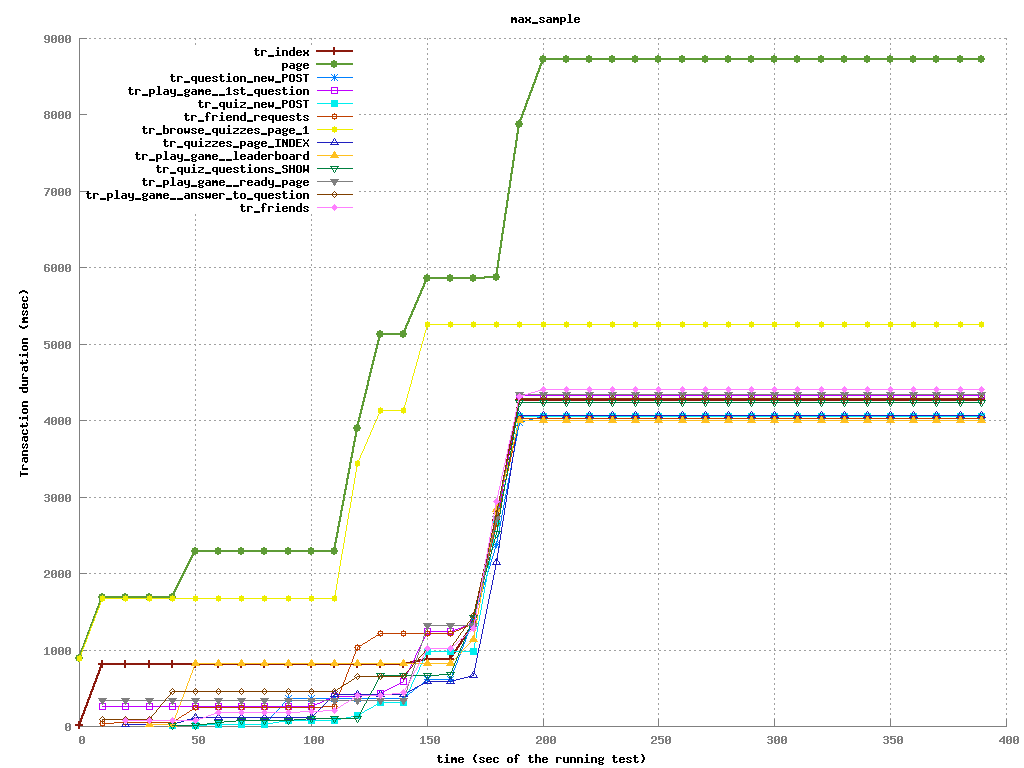 max_sample
9000
8000
7000
6000
5000
4000
3000
2000
1000
0
Transaction duration (msec)
tr_index
page
tr_question_new_POST
tr_play_game__1st_question
tr_quiz_new_POST
tr_friend_requests
tr_browse_quizzes_page_1
tr_quizzes_page_INDEX
tr_play_game__leaderboard
tr_quiz_questions_SHOW
tr_play_game__ready_page
tr_play_game__answer_to_question
tr_friends
0 50 100 150 200 250 300 350 400
time (sec of the running test)